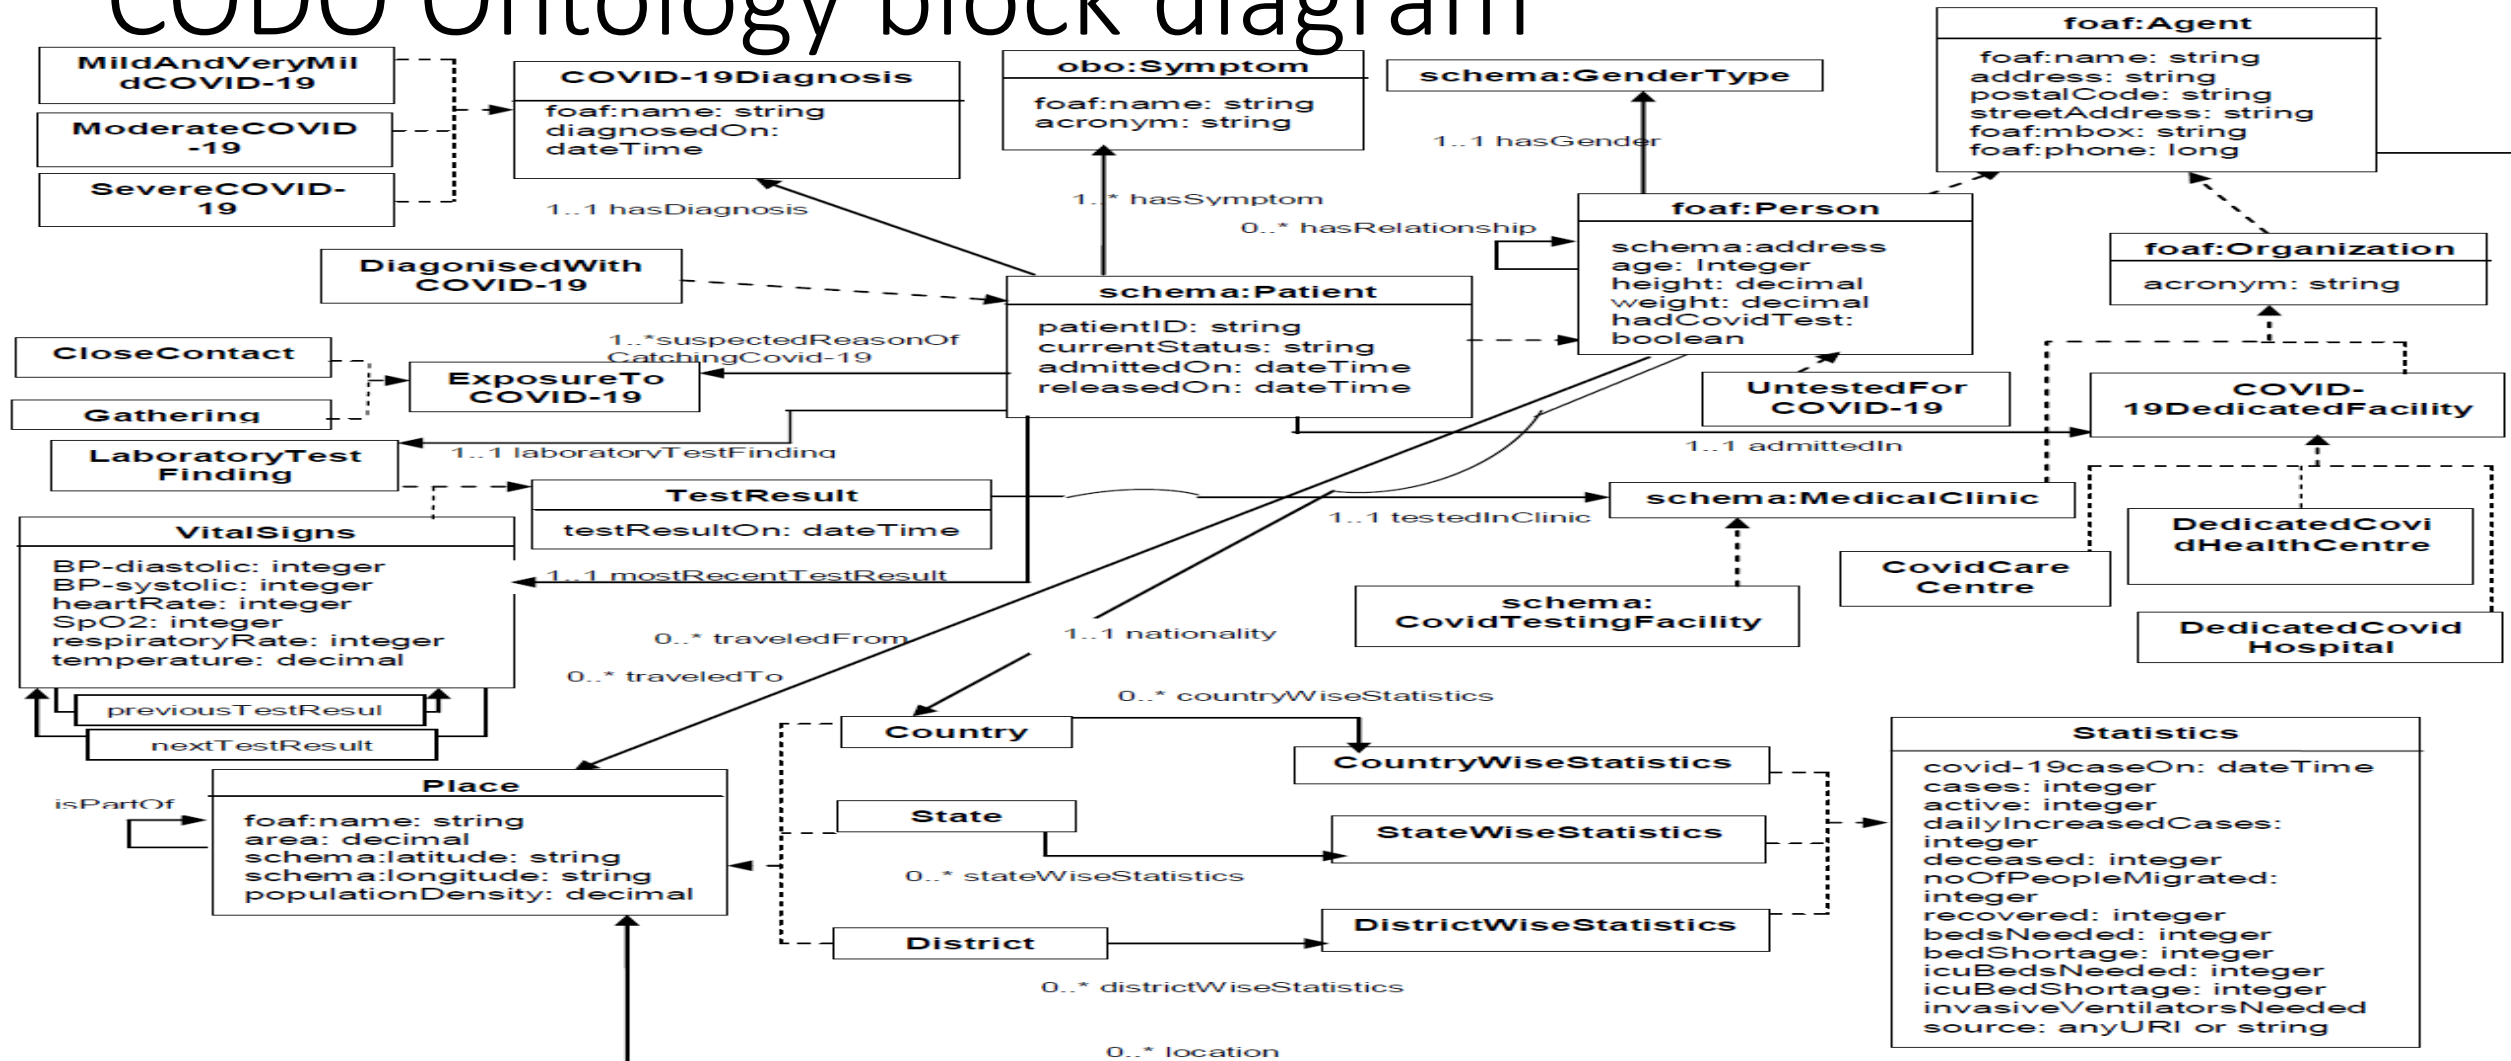 CODO Ontology block diagram
MildAndVeryMil
dCOVID-19
ModerateCOVID
-19
SevereCOVID-
19
COVID-19Diagnosis
foaf:name: string
diagnosedOn:
dateTime
obo:Symptom
foaf:name: string
acronym: string
schema:GenderType
foaf:Agent
foaf:name: string
address: string
postalCode: string
streetAddress: string
foaf:mbox: string
foaf:phone: long
1..1 hasGender
1..1 hasDiagnosis
1..* hasSymptom
0..* hasRelationship
foaf:Person
schema:address
age: Integer
height: decimal
weight: decimal
hadCovidTest:
boolean
foaf:Organization
acronym: string
DiagonisedWith
COVID-19
schema:Patient
patientID: string
currentStatus: string
admittedOn: dateTime
releasedOn: dateTime
1..*suspectedReasonOf
CatchingCovid-19
CloseContact
Gathering
ExposureTo
COVID-19
UntestedFor
COVID-19
COVID-
19DedicatedFacility
1..1 admittedIn
LaboratoryTest
Finding
1..1 laboratoryTestFinding
TestResult
testResultOn: dateTime
1..1 testedInClinic
schema:MedicalClinic
DedicatedCovi
dHealthCentre
CovidCare
Centre
DedicatedCovid
Hospital
schema:
CovidTestingFacility
VitalSigns
BP-diastolic: integer
BP-systolic: integer
heartRate: integer
SpO2: integer
respiratoryRate: integer
temperature: decimal
1..1 mostRecentTestResult
previousTestResul
nextTestResult
0..* traveledFrom
0..* traveledTo
1..1 nationality
0..* countryWiseStatistics
Country
CountryWiseStatistics
State
StateWiseStatistics
0..* stateWiseStatistics
District
DistrictWiseStatistics
0..* districtWiseStatistics
isPartOf
Place
foaf:name: string
area: decimal
schema:latitude: string
schema:longitude: string
populationDensity: decimal
Statistics
covid-19caseOn: dateTime
cases: integer
active: integer
dailyIncreasedCases:
integer
deceased: integer
noOfPeopleMigrated:
integer
recovered: integer
bedsNeeded: integer
bedShortage: integer
icuBedsNeeded: integer
icuBedShortage: integer
invasiveVentilatorsNeeded
source: anyURI or string
0..* location